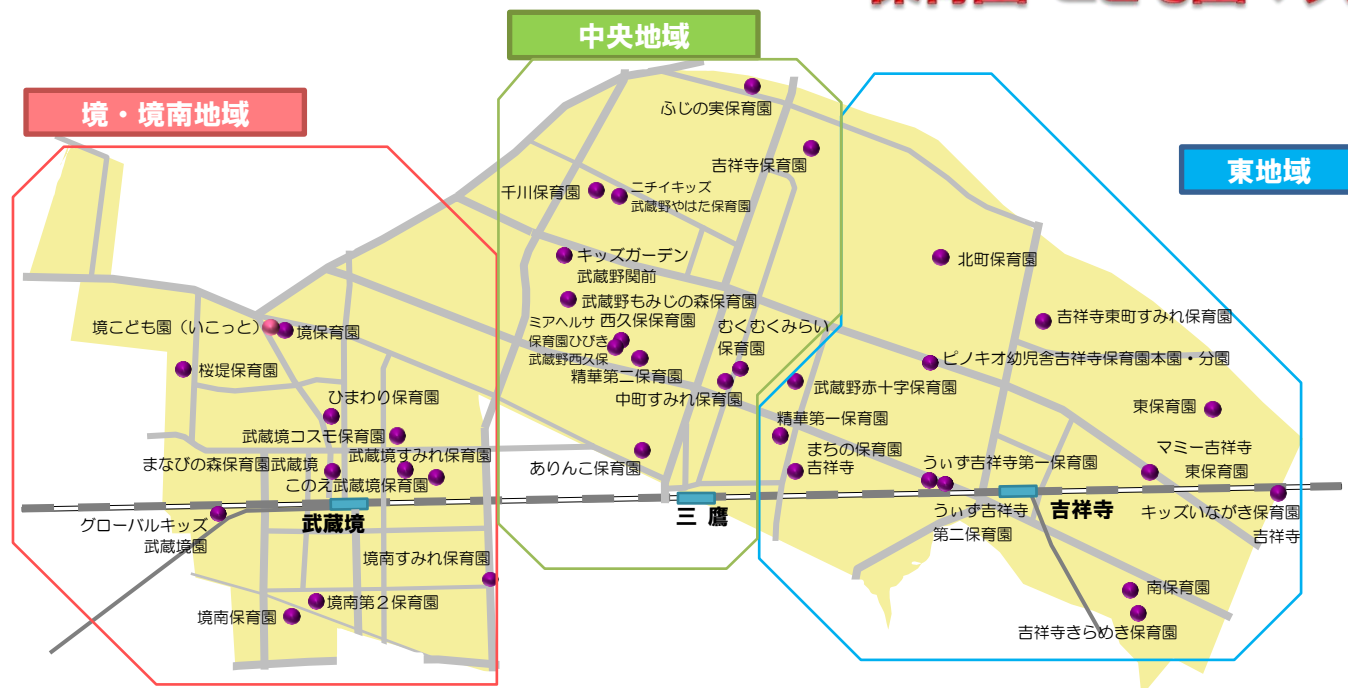 中央地域
境・境南地域
東地域
ふじの実保育園
吉祥寺保育園
千川保育園
ニチイキッズ
武蔵野やはた保育園
キッズガーデン
武蔵野関前
武蔵野もみじの森保育園
ミアヘルサ
保育園ひびき
武蔵野西久保
西久保保育園
精華第二保育園
むくむくみらい
保育園
中町すみれ保育園
ありんこ保育園
境こども園（いこっと）
境保育園
桜堤保育園
ひまわり保育園
武蔵境コスモ保育園
武蔵境すみれ保育園
まなびの森保育園武蔵境
このえ武蔵境保育園
グローバルキッズ
武蔵境園
武蔵境
境南すみれ保育園
境南第２保育園
境南保育園
三 鷹
北町保育園
吉祥寺東町すみれ保育園
ピノキオ幼児舎吉祥寺保育園本園・分園
武蔵野赤十字保育園
東保育園
精華第一保育園
まちの保育園
吉祥寺
うぃず吉祥寺第一保育園
うぃず吉祥寺
第二保育園
マミー吉祥寺
東保育園
吉祥寺
キッズいながき保育園
吉祥寺
南保育園
吉祥寺きらめき保育園